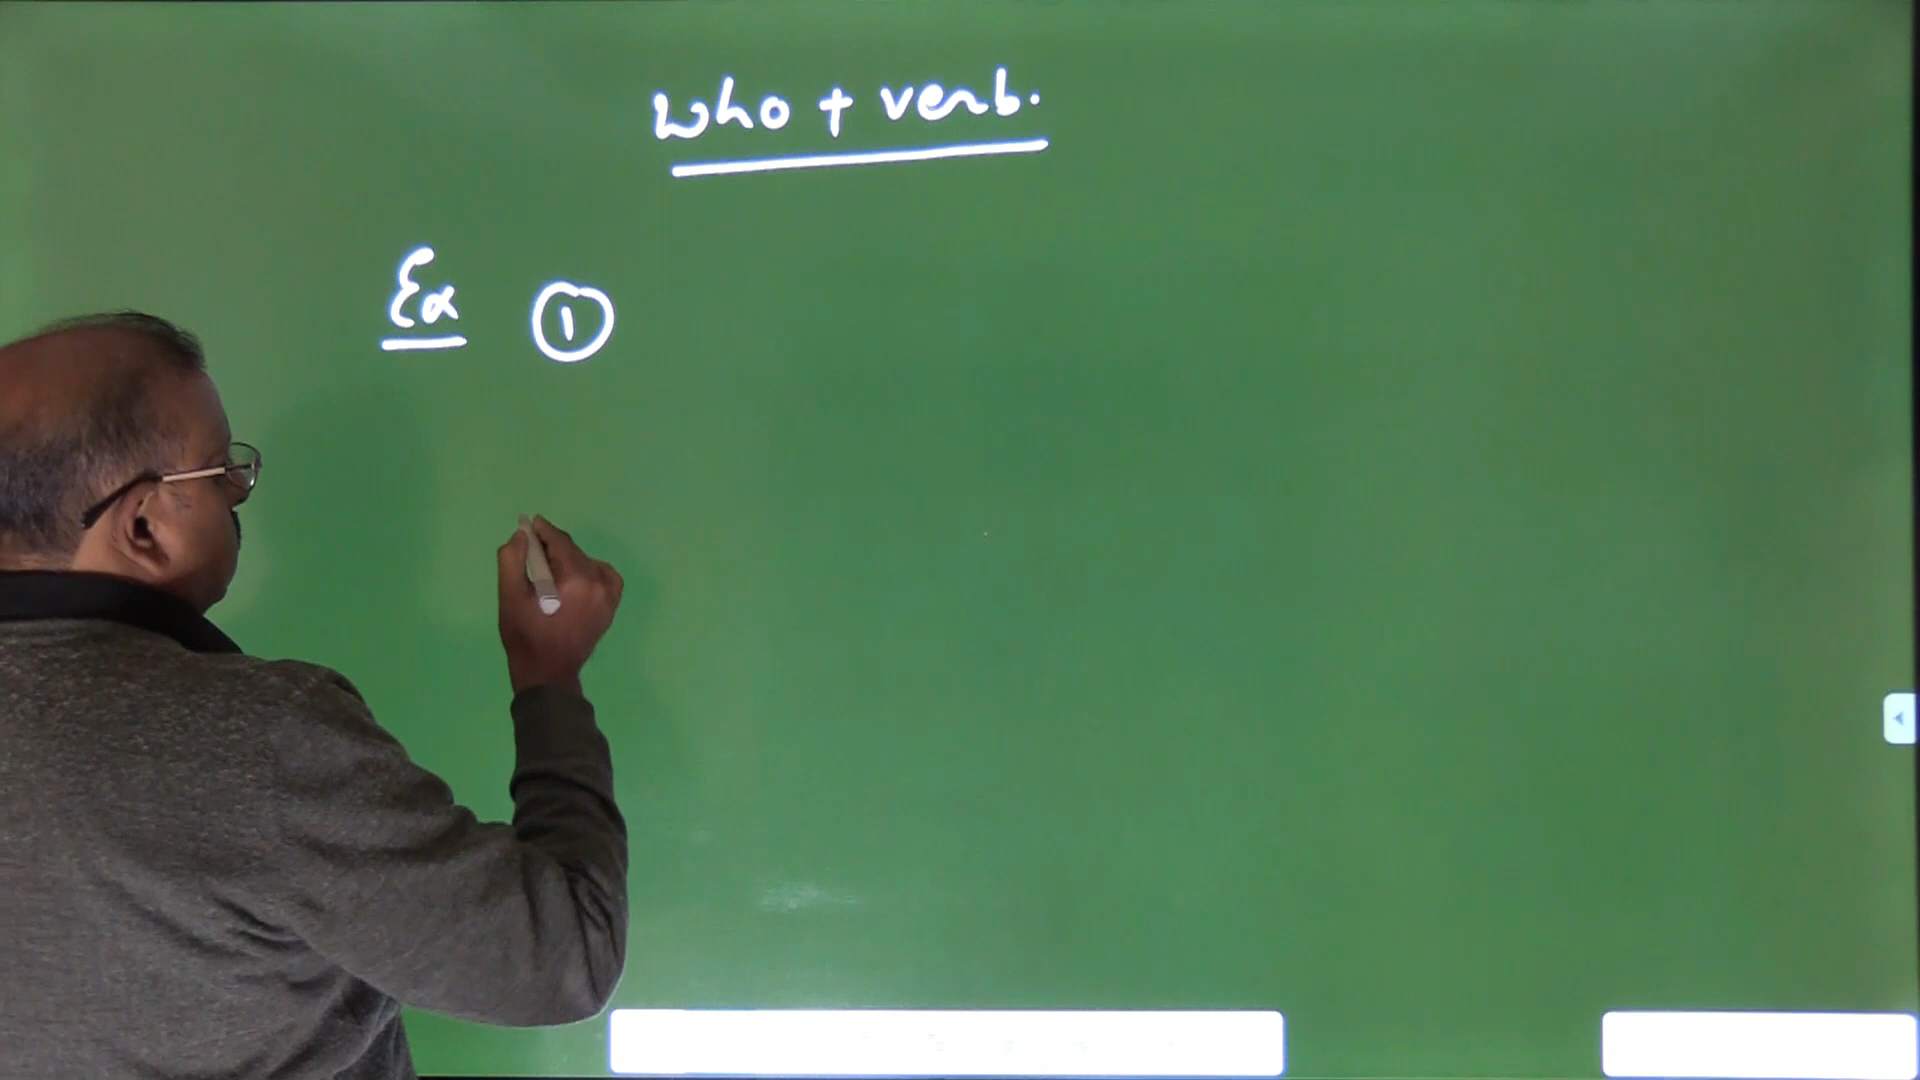 who + verb.
Ex ①